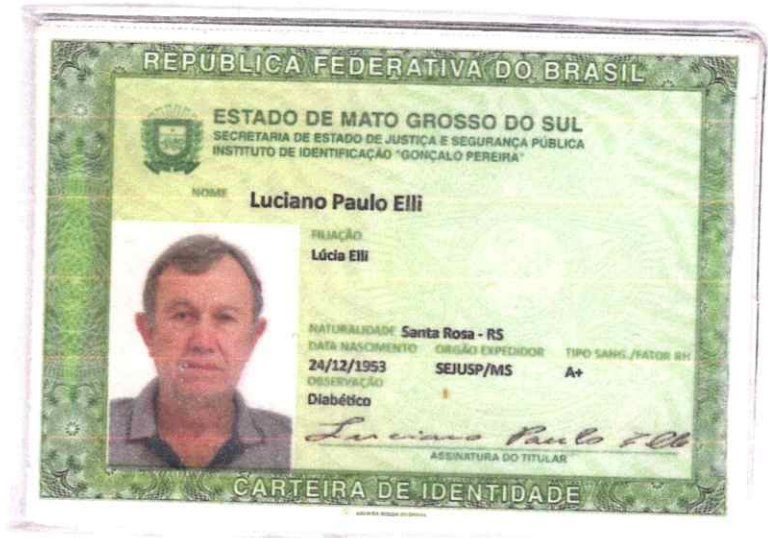 REPÚBLICA FEDERATIVA DO BRASIL
ESTADO DE MATO GROSSO DO SUL
SECRETARIA DE ESTADO DE JUSTIÇA E SEGURANÇA PÚBLICA
INSTITUTO DE IDENTIFICAÇÃO "GONÇALO PEREIRA"
NOME Luciano Paulo Elli
FILIAÇÃO
Lúcia Elli
NATURALIDADE Santa Rosa - RS
DATA NASCIMENTO ORGÃO EXPEDIDOR TIPO SANG./FATOR RH
24/12/1953 SEJUSP/MS A+
OBSERVAÇÃO
Diabético
Luciano Paulo Elli
ASSINATURA DO TITULAR
CARTEIRA DE IDENTIDADE